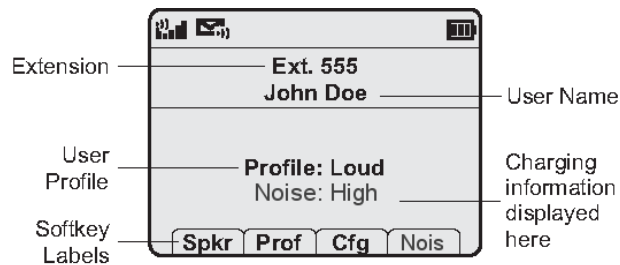 Extension
Ext. 555
John Doe
User Name
User
Profile
Profile: Loud
Noise: High
Charging
information
displayed
here
Softkey
Labels
Spkr Prof Cfg Nois